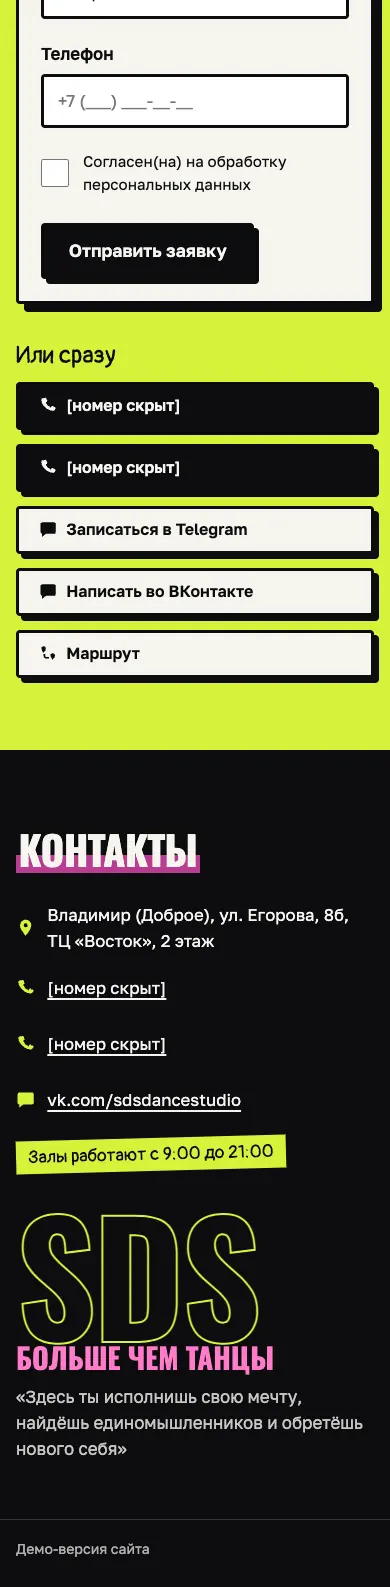 Телефон
+7 (___) ___-__-__
Согласен(на) на обработку
персональных данных
Отправить заявку
Или сразу
[номер скрыт]
[номер скрыт]
Записаться в Telegram
Написать во ВКонтакте
Маршрут
КОНТАКТЫ
Владимир (Доброе), ул. Егорова, 8б,
ТЦ «Восток», 2 этаж
[номер скрыт]
[номер скрыт]
vk.com/sdsdancestudio
Залы работают с 9:00 до 21:00
SDS
БОЛЬШЕ ЧЕМ ТАНЦЫ
«Здесь ты исполнишь свою мечту,
найдёшь единомышленников и обретёшь
нового себя»
Демо-версия сайта